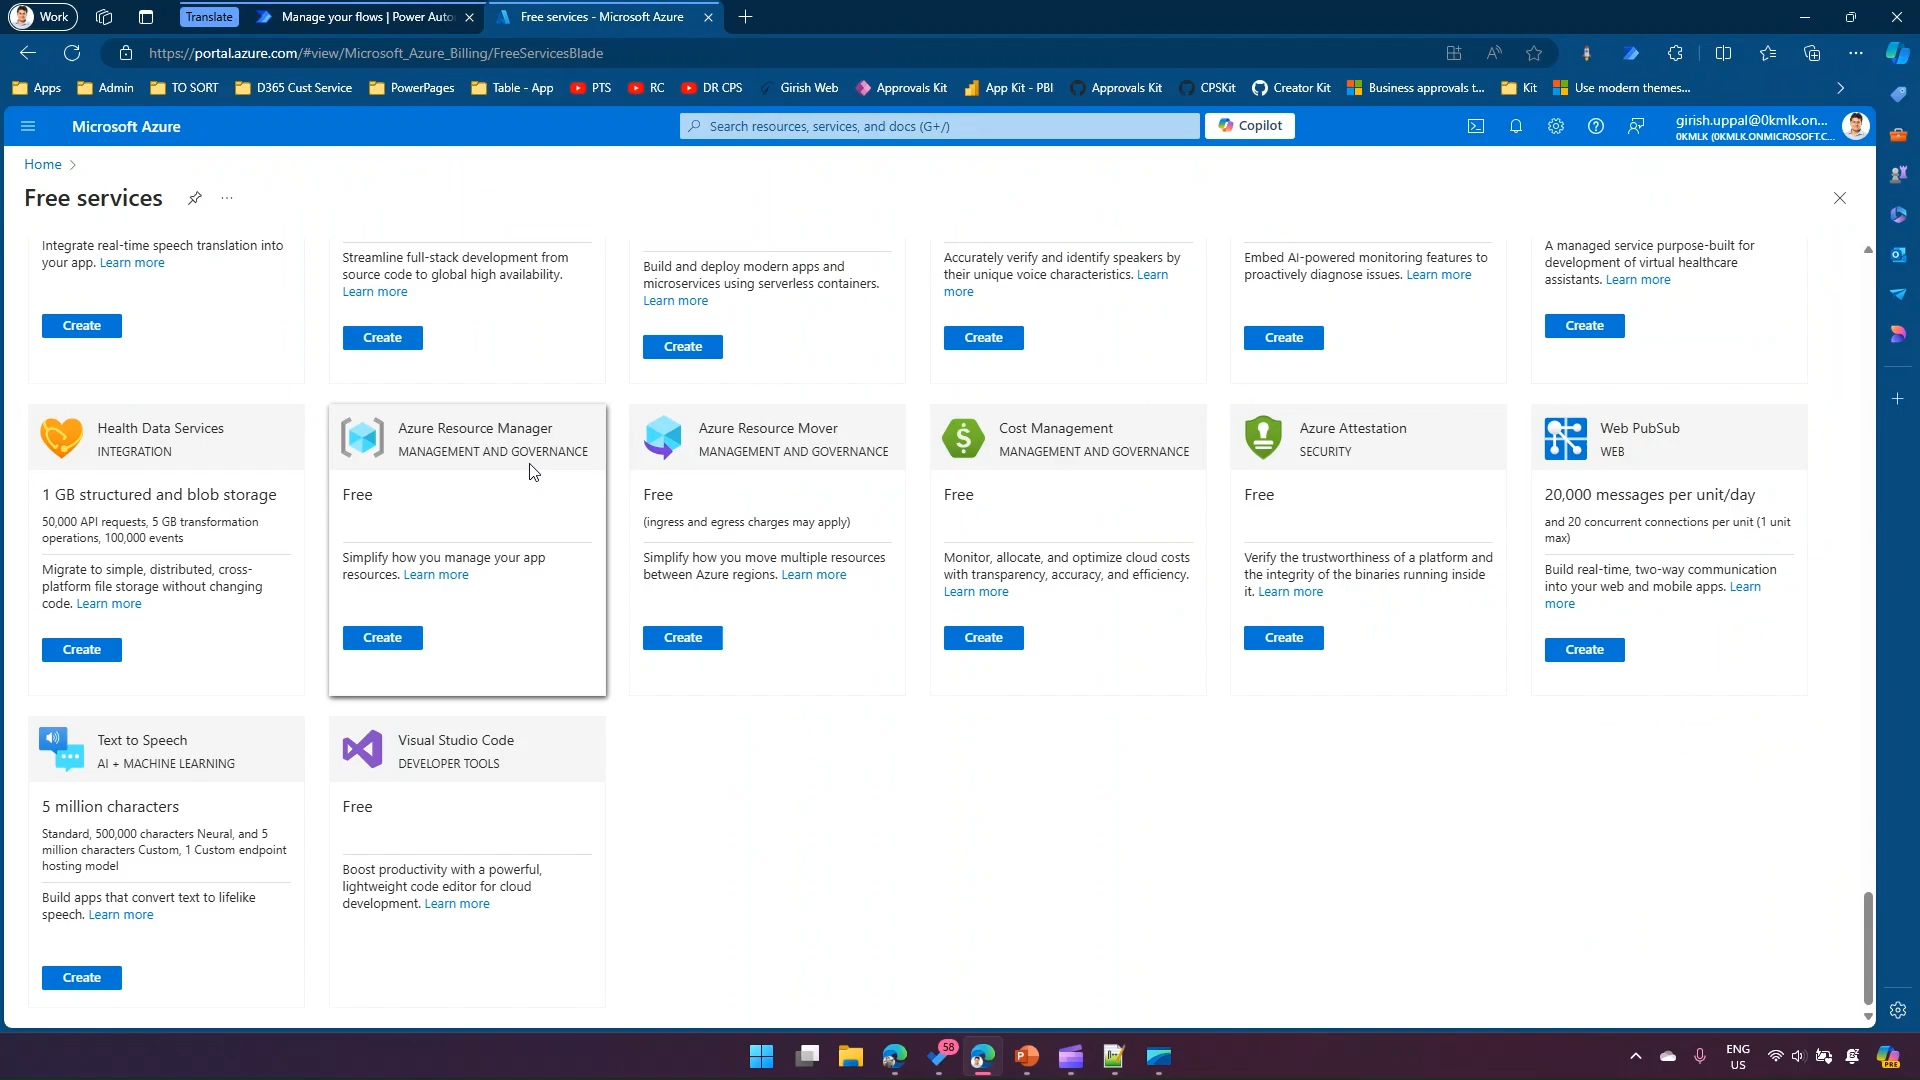 Work
Translate
Manage your flows | Power Auto
Free services - Microsoft Azure
https://portal.azure.com/#view/Microsoft_Azure_Billing/FreeServicesBlade
Apps
Admin
TO SORT
D365 Cust Service
PowerPages
Table - App
PTS
RC
DR CPS
Girish Web
Approvals Kit
App Kit - PBI
Approvals Kit
CPSKit
Creator Kit
Business approvals t...
Kit
Use modern themes...
Microsoft Azure
Search resources, services, and docs (G+/)
Copilot
girish.uppal@0kmlk.on...
0KMLK (0KMLK.ONMICROSOFT.C...
Home
Free services
Integrate real-time speech translation into
your app. Learn more
Create
Streamline full-stack development from
source code to global high availability.
Learn more
Create
Build and deploy modern apps and
microservices using serverless containers.
Learn more
Create
Accurately verify and identify speakers by
their unique voice characteristics. Learn
more
Create
Embed AI-powered monitoring features to
proactively diagnose issues. Learn more
Create
A managed service purpose-built for
development of virtual healthcare
assistants. Learn more
Create
Health Data Services
INTEGRATION
1 GB structured and blob storage
50,000 API requests, 5 GB transformation
operations, 100,000 events
Migrate to simple, distributed, cross-
platform file storage without changing
code. Learn more
Create
Azure Resource Manager
MANAGEMENT AND GOVERNANCE
Free
Simplify how you manage your app
resources. Learn more
Create
Azure Resource Mover
MANAGEMENT AND GOVERNANCE
Free
(ingress and egress charges may apply)
Simplify how you move multiple resources
between Azure regions. Learn more
Create
Cost Management
MANAGEMENT AND GOVERNANCE
Free
Monitor, allocate, and optimize cloud costs
with transparency, accuracy, and efficiency.
Learn more
Create
Azure Attestation
SECURITY
Free
Verify the trustworthiness of a platform and
the integrity of the binaries running inside
it. Learn more
Create
Web PubSub
WEB
20,000 messages per unit/day
and 20 concurrent connections per unit (1 unit
max)
Build real-time, two-way communication
into your web and mobile apps. Learn
more
Create
Text to Speech
AI + MACHINE LEARNING
5 million characters
Standard, 500,000 characters Neural, and 5
million characters Custom, 1 Custom endpoint
hosting model
Build apps that convert text to lifelike
speech. Learn more
Create
Visual Studio Code
DEVELOPER TOOLS
Free
Boost productivity with a powerful,
lightweight code editor for cloud
development. Learn more
58
ENG
US
PRE